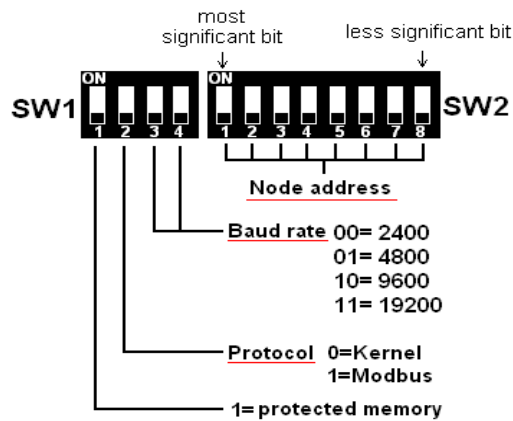 most
significant bit
less significant bit
ON
ON
SW1
1 2 3 4
1 2 3 4 5 6 7 8
SW2
Node address
Baud rate 00= 2400
01= 4800
10= 9600
11= 19200
Protocol 0=Kernel
1=Modbus
1= protected memory